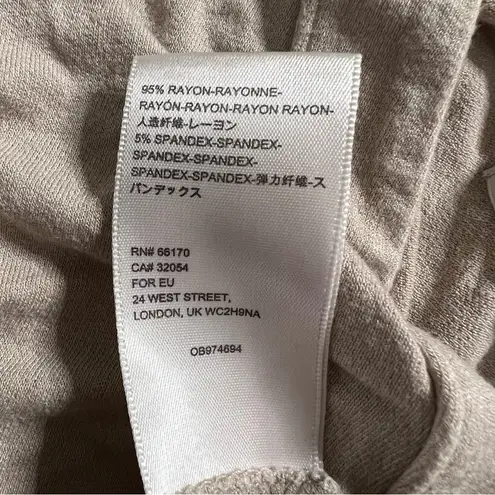 95% RAYON-RAYONNE-
RAYÓN-RAYON-RAYON RAYON-
人造纤维-レーヨン
5% SPANDEX-SPANDEX-
SPANDEX-SPANDEX-
SPANDEX-SPANDEX-弹力纤维-ス
パンデックス
RN# 66170
CA# 32054
FOR EU
24 WEST STREET,
LONDON, UK WC2H9NA
OB974694